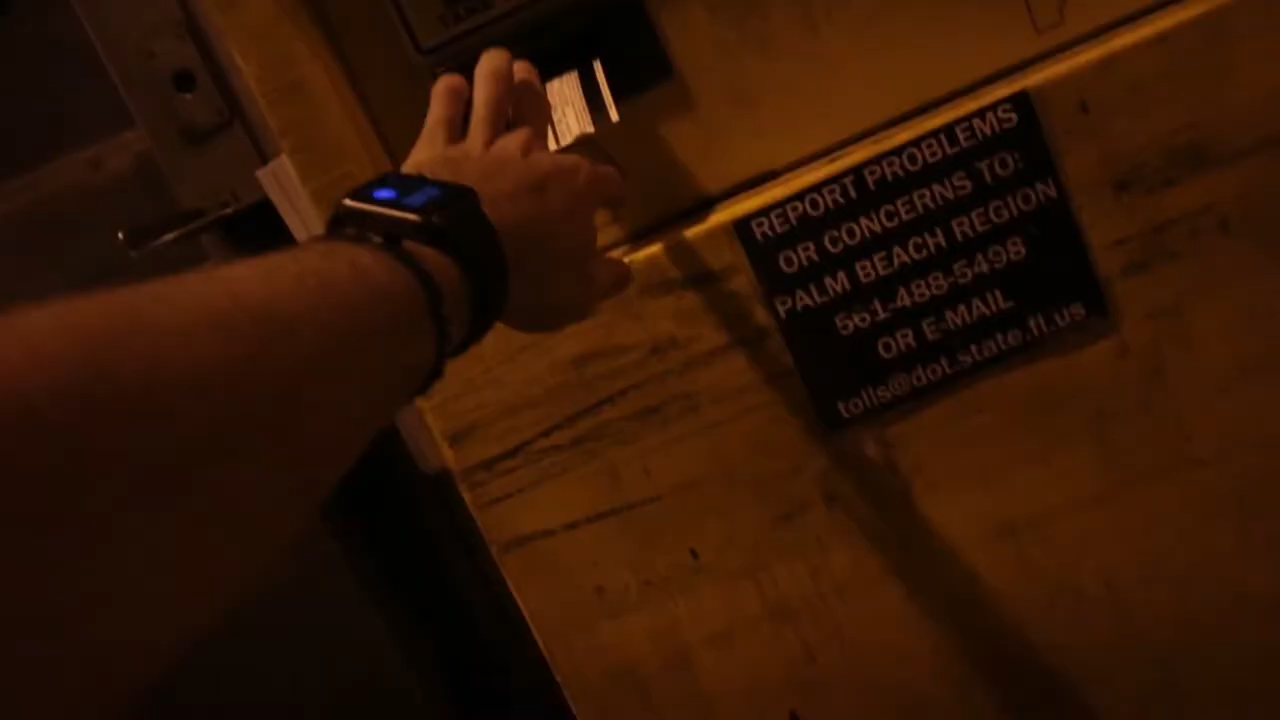 REPORT PROBLEMS
OR CONCERNS TO:
PALM BEACH REGION
561-488-5498
OR E-MAIL
tolls@dot.state.fl.us